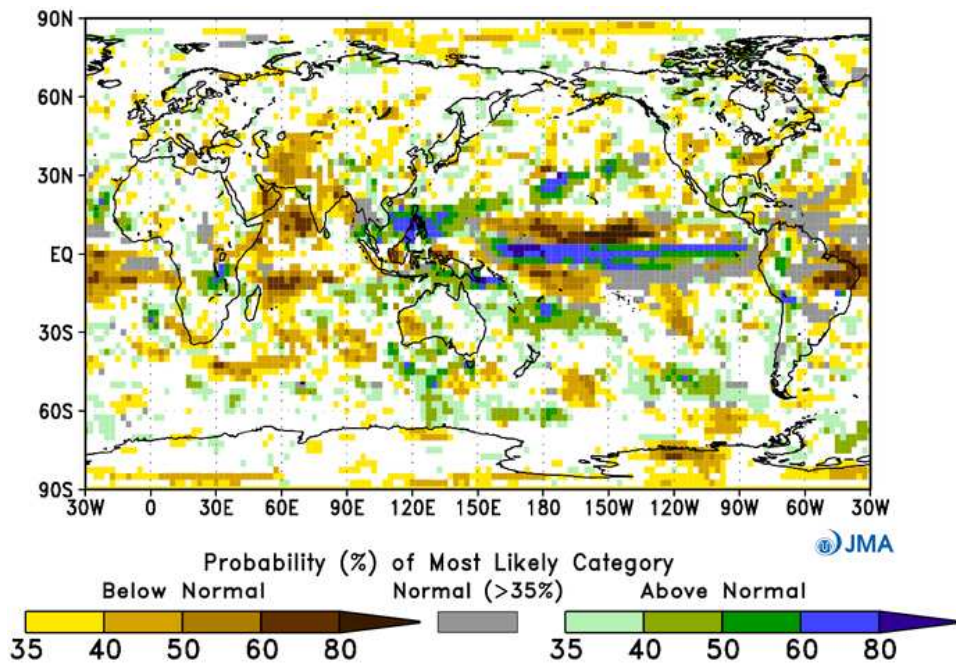 90N
60N
30N
EQ
30S
60S
90S
30W 0 30E 60E 90E 120E 150E 180 150W 120W 90W 60W 30W
JMA
Probability (%) of Most Likely Category
Below Normal Normal (>35%) Above Normal
35 40 50 60 80 35 40 50 60 80